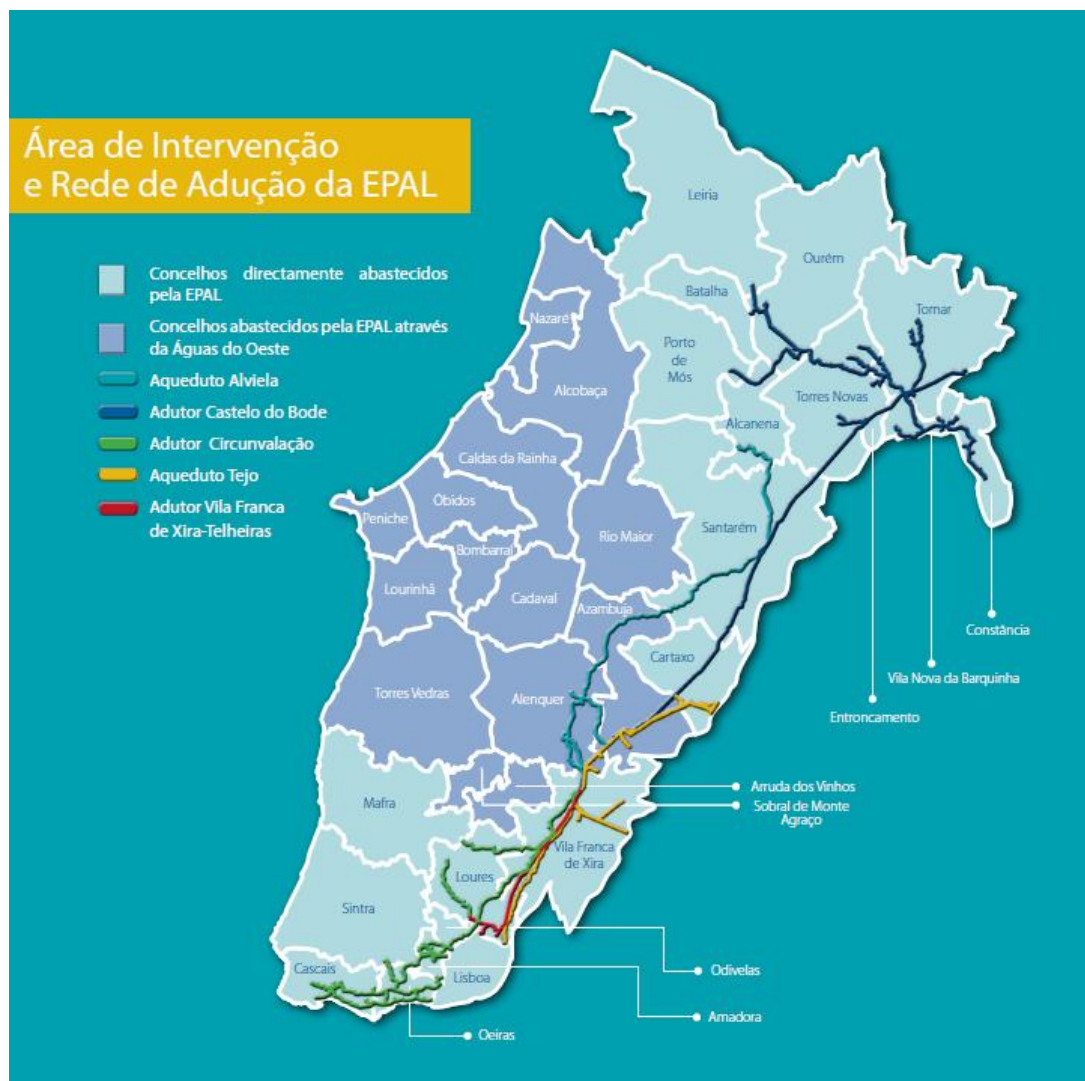 Área de Intervenção
e Rede de Adução da EPAL
Concelhos directamente abastecidos
pela EPAL
Concelhos abastecidos pela EPAL através
da Águas do Oeste
Aqueduto Alviela
Adutor Castelo do Bode
Adutor Circunvalação
Aqueduto Tejo
Adutor Vila Franca
de Xira-Telheiras
Leiria
Ourém
Batalha
Tomar
Nazaré
Porto
de
Mós
Alcobaça
Torres Novas
Alcanena
Caldas da Rainha
Óbidos
Peniche
Santarém
Rio Maior
Bombarral
Lourinhã
Cadaval
Azambuja
Constância
Cartaxo
Vila Nova da Barquinha
Torres Vedras
Alenquer
Entroncamento
Arruda dos Vinhos
Mafra
Sobral de Monte
Agraço
Vila Franca
de Xira
Loures
Sintra
Cascais
Lisboa
Odivelas
Amadora
Oeiras